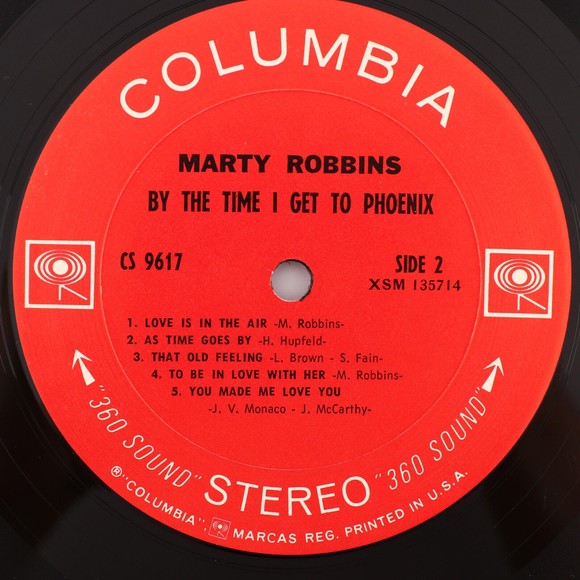 COLUMBIA
MARTY ROBBINS
BY THE TIME I GET TO PHOENIX
CS 9617
SIDE 2
XSM 135714
1. LOVE IS IN THE AIR -M. Robbins-
2. AS TIME GOES BY -H. Hupfeld-
3. THAT OLD FEELING -L. Brown - S. Fain-
4. TO BE IN LOVE WITH HER -M. Robbins-
5. YOU MADE ME LOVE YOU
-J. V. Monaco - J. McCarthy-
"360 SOUND" STEREO "360 SOUND"
®"COLUMBIA", MARCAS REG. PRINTED IN U.S.A.